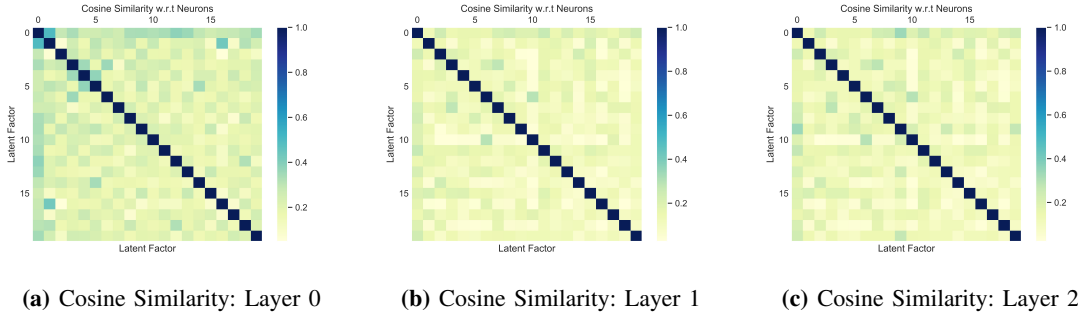 Cosine Similarity w.r.t Neurons
0 5 10 15
0
5
10
15
Latent Factor
Latent Factor
1.0
0.8
0.6
0.4
0.2
(a) Cosine Similarity: Layer 0
Cosine Similarity w.r.t Neurons
0 5 10 15
0
5
10
15
Latent Factor
Latent Factor
1.0
0.8
0.6
0.4
0.2
(b) Cosine Similarity: Layer 1
Cosine Similarity w.r.t Neurons
0 5 10 15
0
5
10
15
Latent Factor
Latent Factor
1.0
0.8
0.6
0.4
0.2
(c) Cosine Similarity: Layer 2